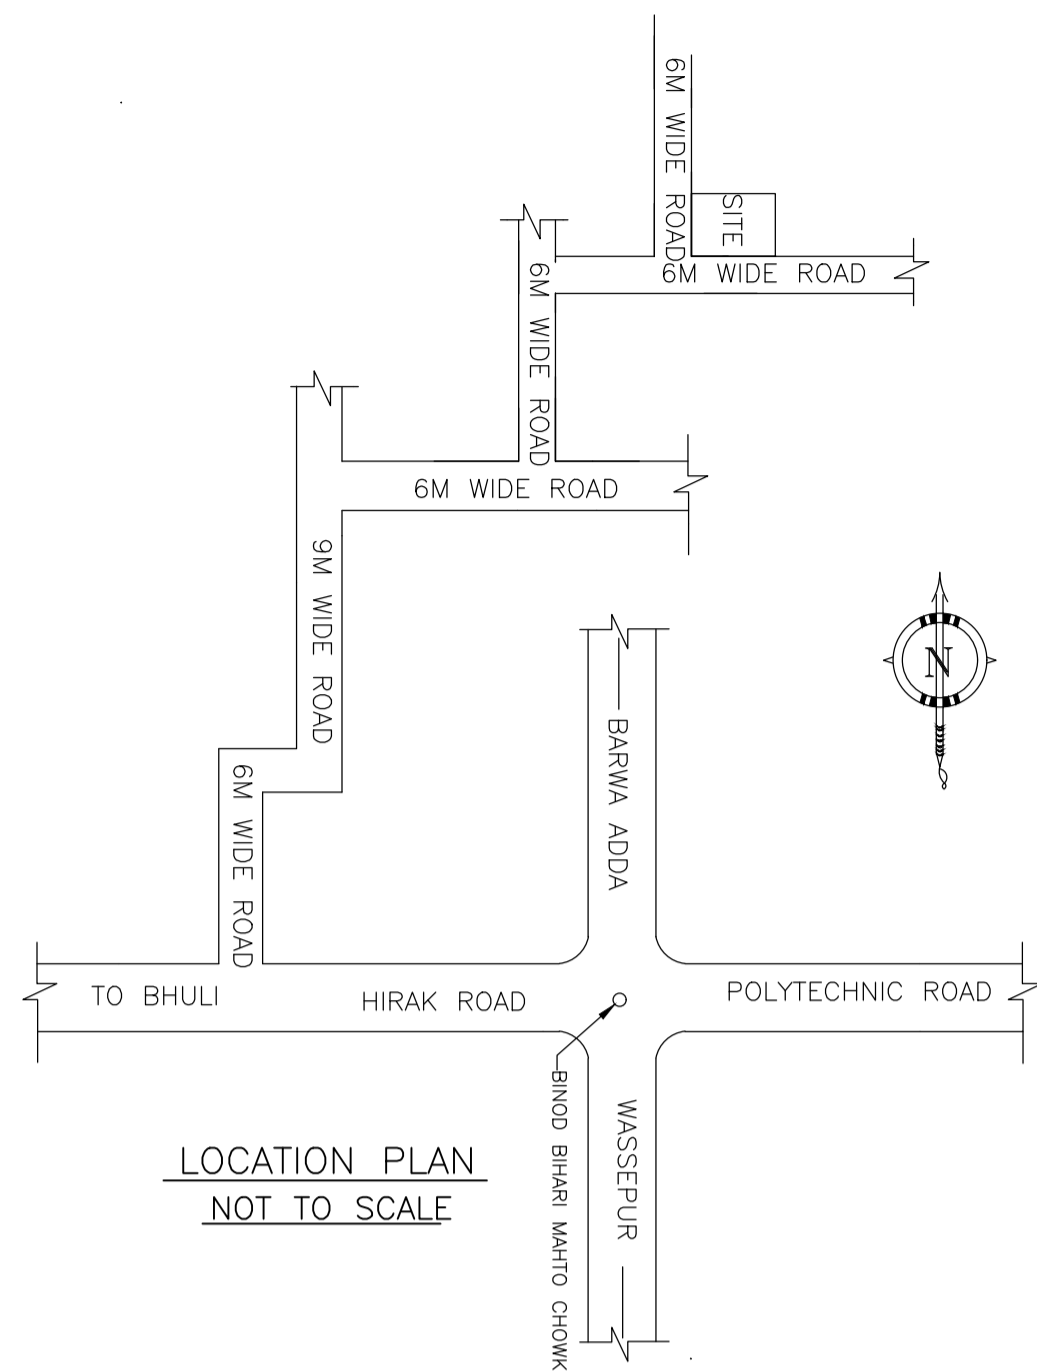 6M WIDE ROAD
SITE
6M WIDE ROAD
6M WIDE ROAD
6M WIDE ROAD
9M WIDE ROAD
N
BARWA ADDA
6M WIDE ROAD
TO BHULI
HIRAK ROAD
POLYTECHNIC ROAD
BINOD BIHARI MAHTO CHOWK
WASSEPUR
LOCATION PLAN
NOT TO SCALE